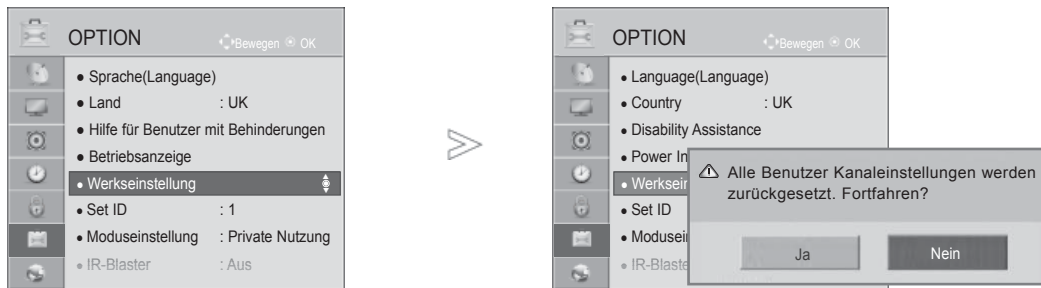 OPTION
Bewegen OK
● Sprache(Language)
● Land : UK
● Hilfe für Benutzer mit Behinderungen
● Betriebsanzeige
● Werkseinstellung
● Set ID : 1
● Moduseinstellung : Private Nutzung
● IR-Blaster : Aus
>>
OPTION
Bewegen OK
● Language(Language)
● Country : UK
● Disability Assistance
● Power In
● Werksein
● Set ID
● Modusei
● IR-Blaste
Alle Benutzer Kanaleinstellungen werden
zurückgesetzt. Fortfahren?
Ja Nein